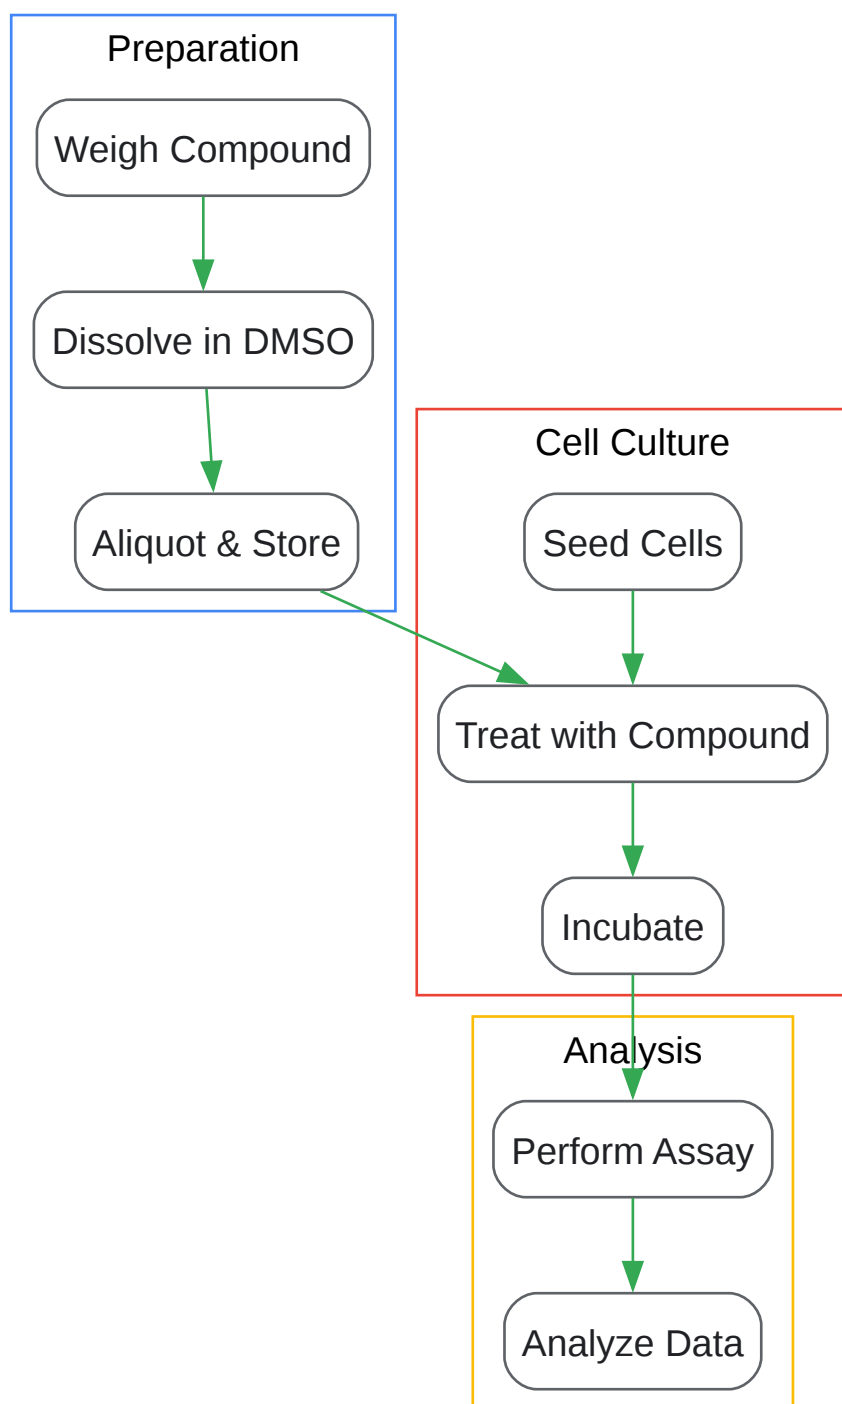 Preparation
Weigh Compound
Dissolve in DMSO
Aliquot & Store
Cell Culture
Seed Cells
Treat with Compound
Incubate
Analysis
Perform Assay
Analyze Data